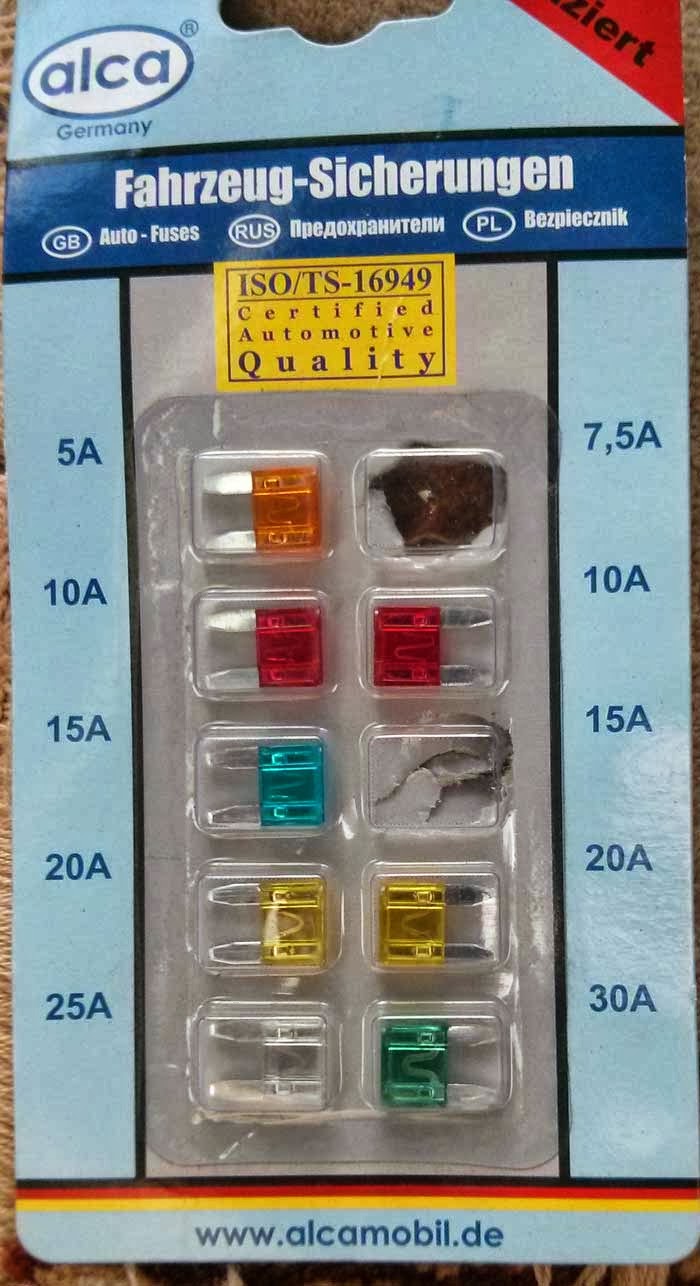 alca®
Germany
Fahrzeug-Sicherungen
GB Auto - Fuses RUS Предохранители PL Bezpiecznik
ISO/TS-16949
Certified
Automotive
Quality
5A 7,5A
10A 10A
15A 15A
20A 20A
25A 30A
www.alcamobil.de